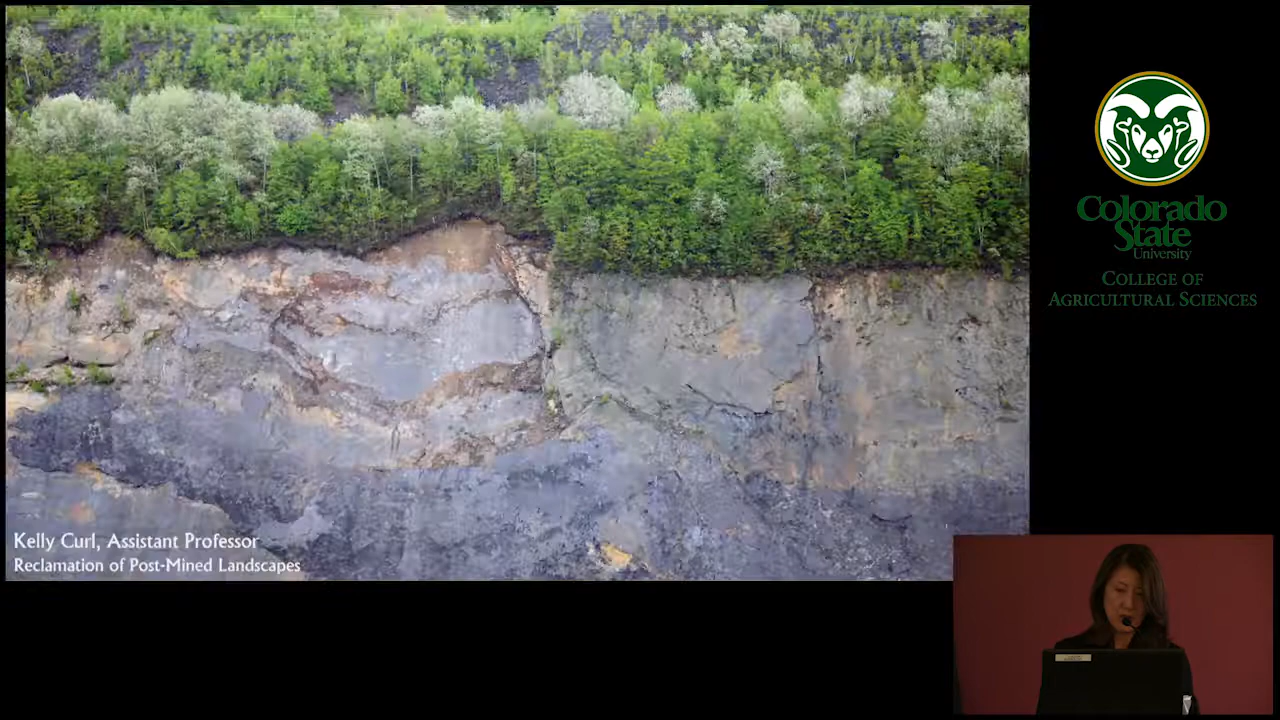 Colorado
State
University
COLLEGE OF
AGRICULTURAL SCIENCES
Kelly Curl, Assistant Professor
Reclamation of Post-Mined Landscapes